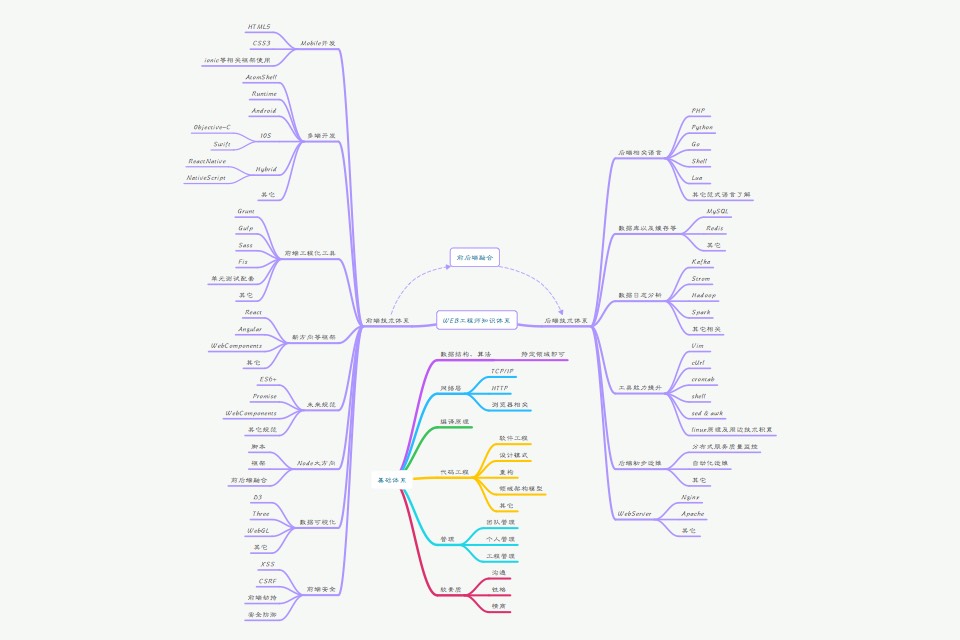 WEB工程师知识体系
前后端融合
前端技术体系
Mobile开发
HTML5
CSS3
ionic等相关框架使用
多端开发
AtomShell
Runtime
Android
IOS
Objective-C
Swift
Hybrid
ReactNative
NativeScript
其它
前端工程化工具
Grunt
Gulp
Sass
Fis
单元测试配套
其它
新方向等框架
React
Angular
WebComponents
其它
未来规范
ES6+
Promise
WebComponents
其它规范
Node大方向
脚本
框架
前后端融合
数据可视化
D3
Three
WebGL
其它
前端安全
XSS
CSRF
前端劫持
安全防测
后端技术体系
后端相关语言
PHP
Python
Go
Shell
Lua
其它范式语言了解
数据库以及缓存等
MySQL
Redis
其它
数据日志分析
Kafka
Strom
Hadoop
Spark
其它相关
工具能力提升
Vim
cUrl
crontab
shell
sed & awk
linux原理及周边技术积累
后端初步运维
分布式服务质量监控
自动化运维
其它
WebServer
Nginx
Apache
其它
基础体系
数据结构、算法
特定领域即可
网络层
TCP/IP
HTTP
浏览器相关
编译原理
代码工程
软件工程
设计模式
重构
领域架构模型
其它
管理
团队管理
个人管理
工程管理
软素质
沟通
性格
情商